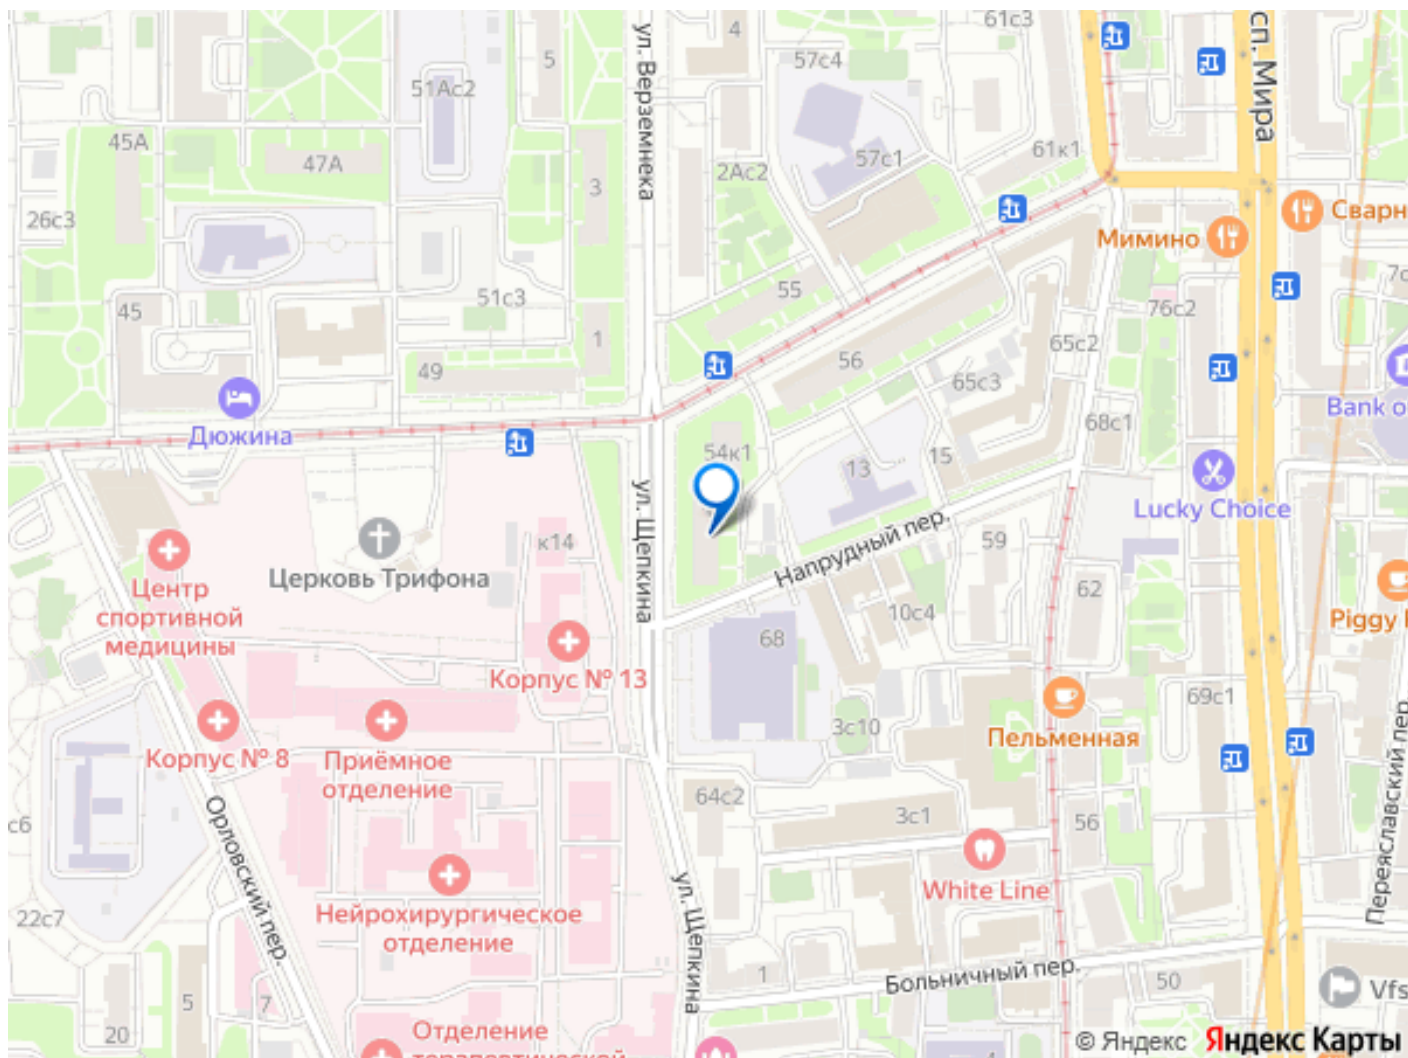 61с3
4
57с4
5
ул. Верземнека
сп. Мира
51Ас2
45А
47А
57с1
61к1
2Ас2
3
26с3
Сварн
Мимино
7с
51с3
55
76с2
45
1
65с2
56
49
65с3
Дюжина
Bank o
68с1
54к1
15
13
ул. Щепкина
Lucky Choice
Напрудный пер.
к14
59
Церковь Трифона
Центр
спортивной
медицины
62
10с4
Piggy
68
Корпус № 13
69с1
3с10
Пельменная
Корпус № 8
Приёмное
отделение
Переяславский пер.
64с2
3с1
56
с6
Орловский пер.
White Line
ул. Щепкина
22с7
Нейрохирургическое
отделение
1
Больничный пер.
50
5
7
Vfs
20
Отделение
терапевтической
4
© Яндекс Яндекс Карты